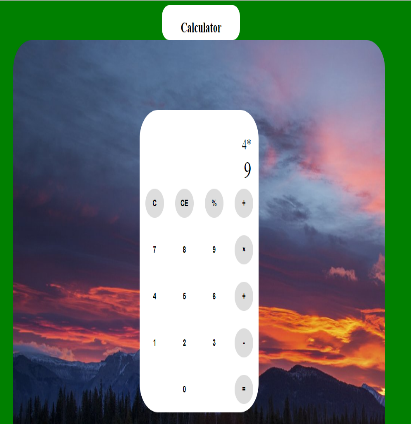 Calculator
4*
9
C CE % ÷
7 8 9 *
4 5 6 +
1 2 3 -
0 =